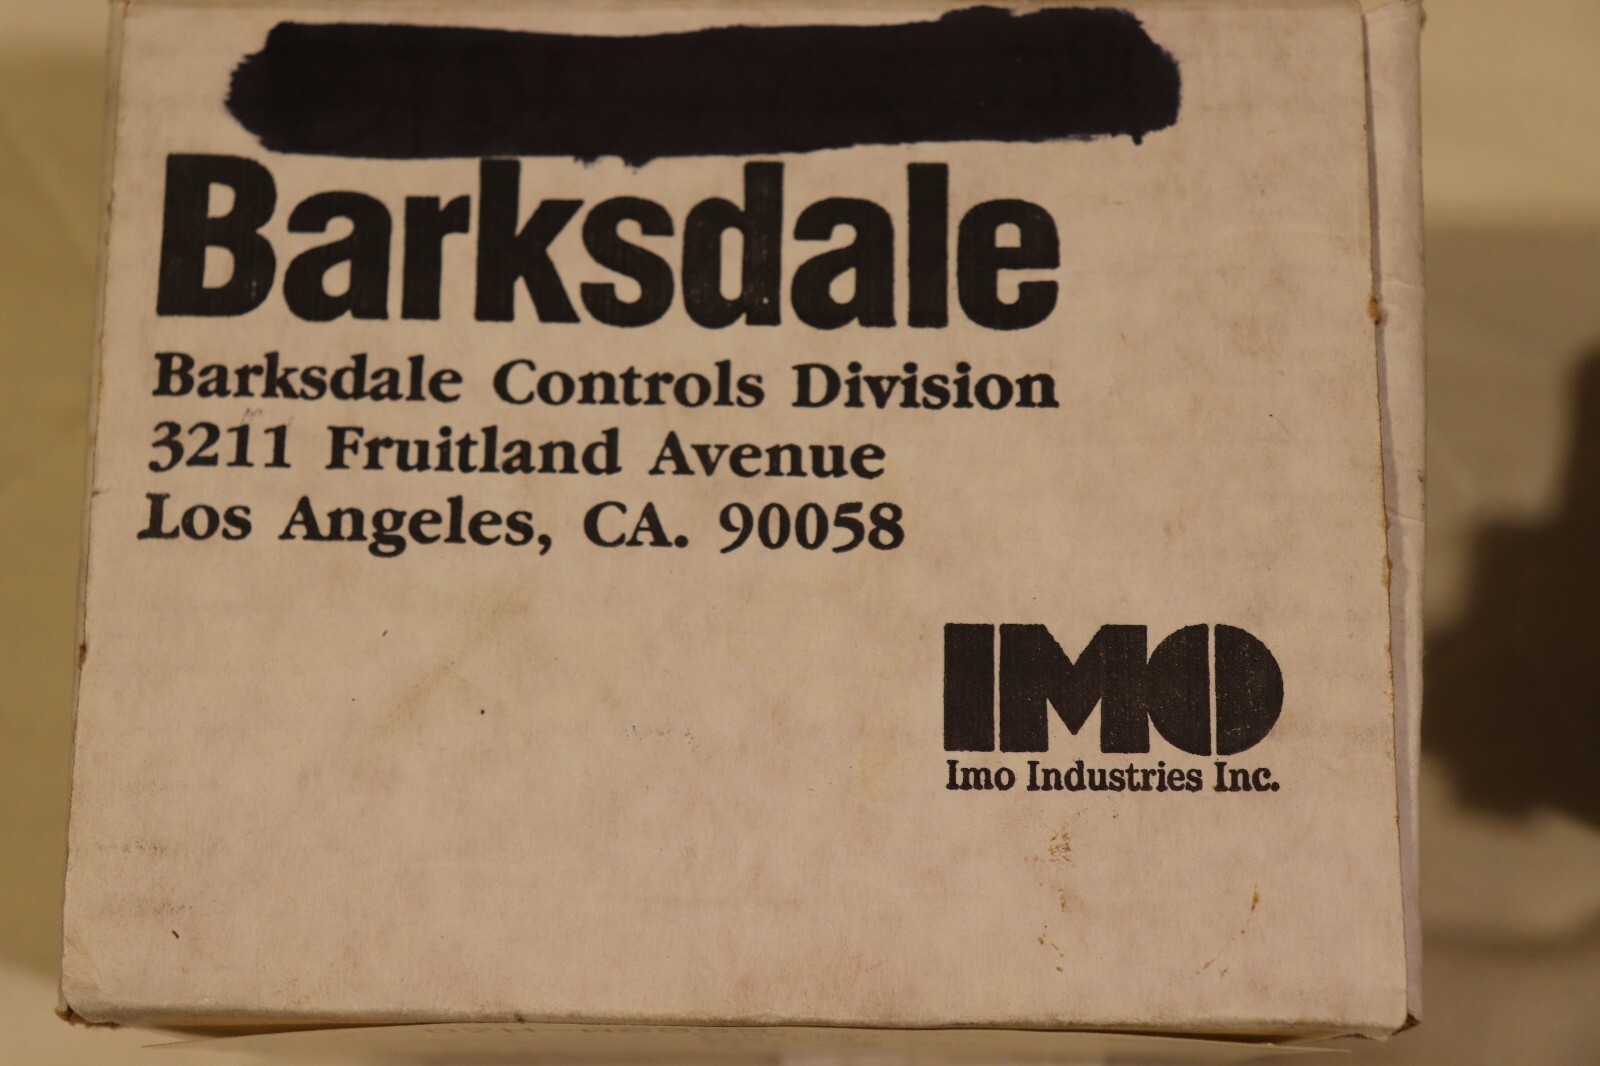 Barksdale
Barksdale Controls Division
3211 Fruitland Avenue
Los Angeles, CA. 90058
IMO
Imo Industries Inc.